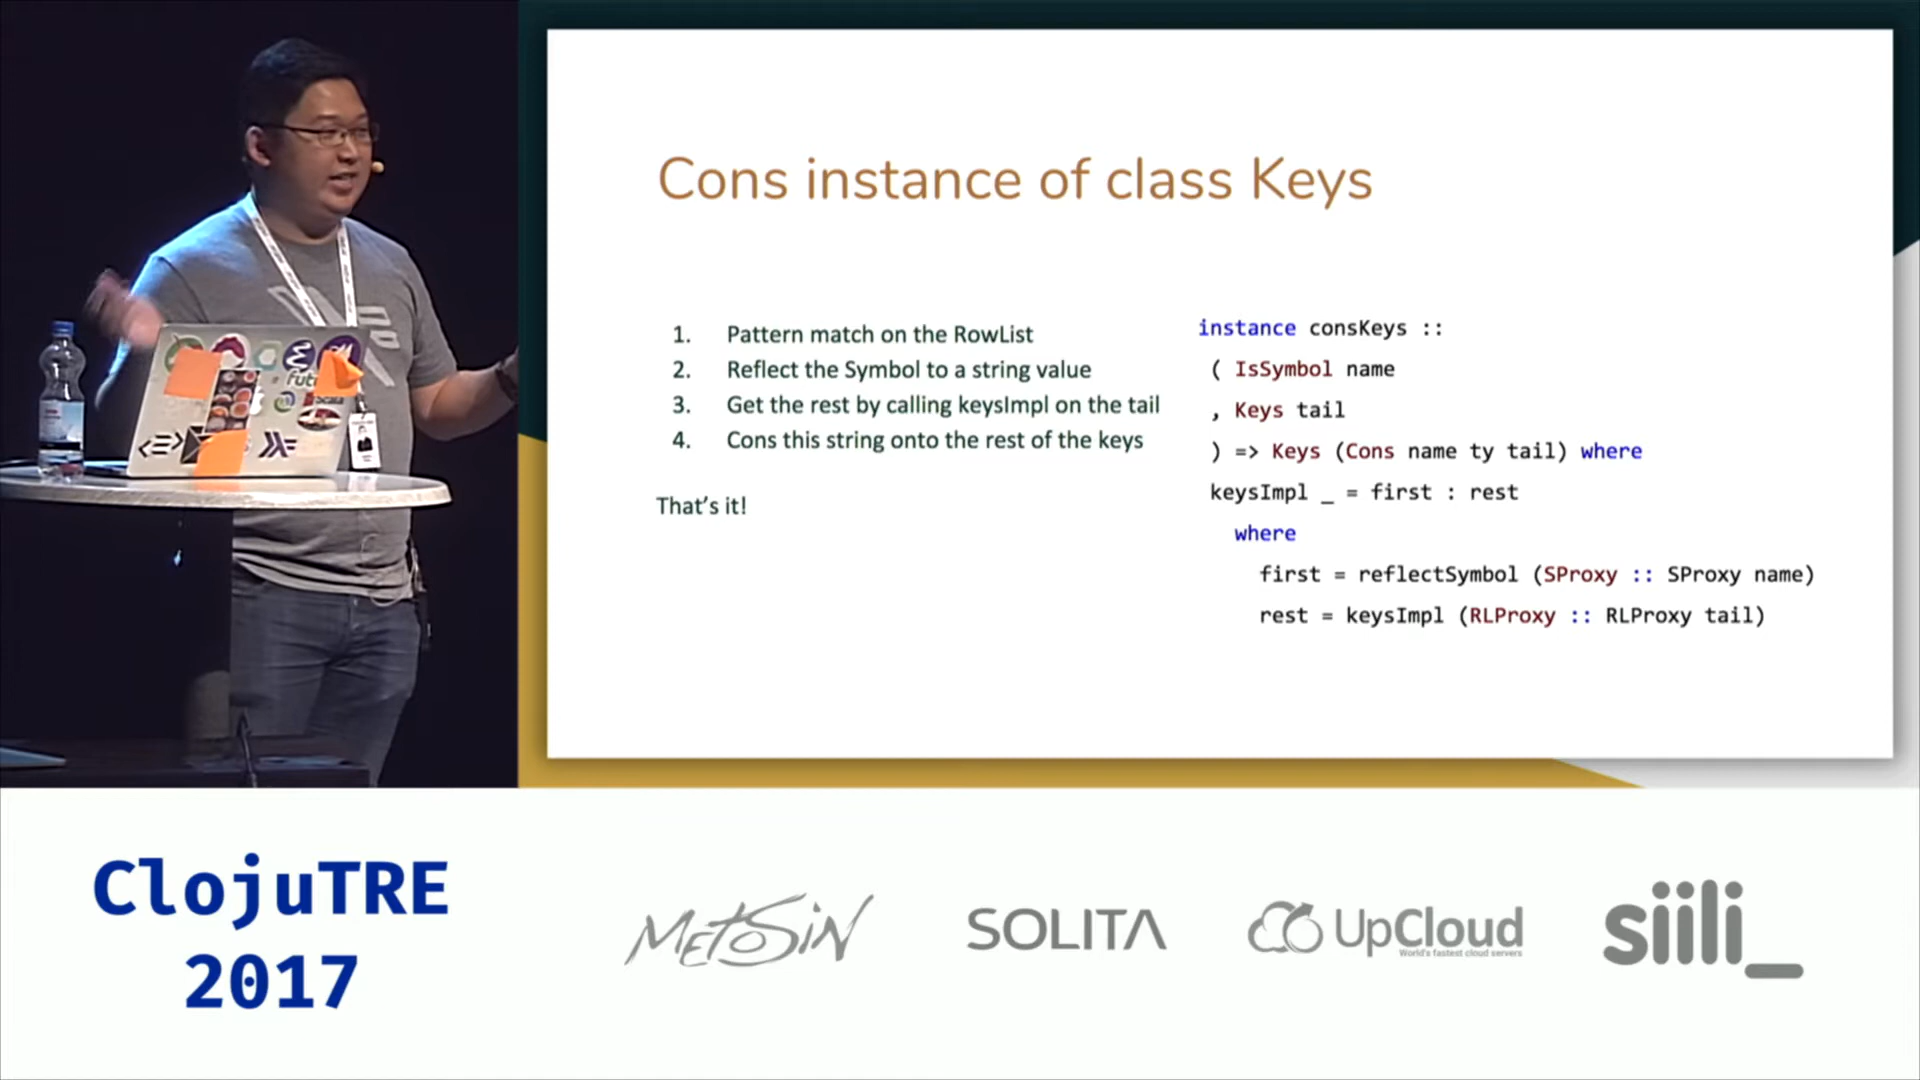 Cons instance of class Keys
1. Pattern match on the RowList
2. Reflect the Symbol to a string value
3. Get the rest by calling keysImpl on the tail
4. Cons this string onto the rest of the keys
That's it!
instance consKeys ::
( IsSymbol name
, Keys tail
) => Keys (Cons name ty tail) where
keysImpl _ = first : rest
where
first = reflectSymbol (SProxy :: SProxy name)
rest = keysImpl (RLProxy :: RLProxy tail)
ClojuTRE
2017
METOSIN
SOLITA
UpCloud
World's fastest cloud servers
siili_